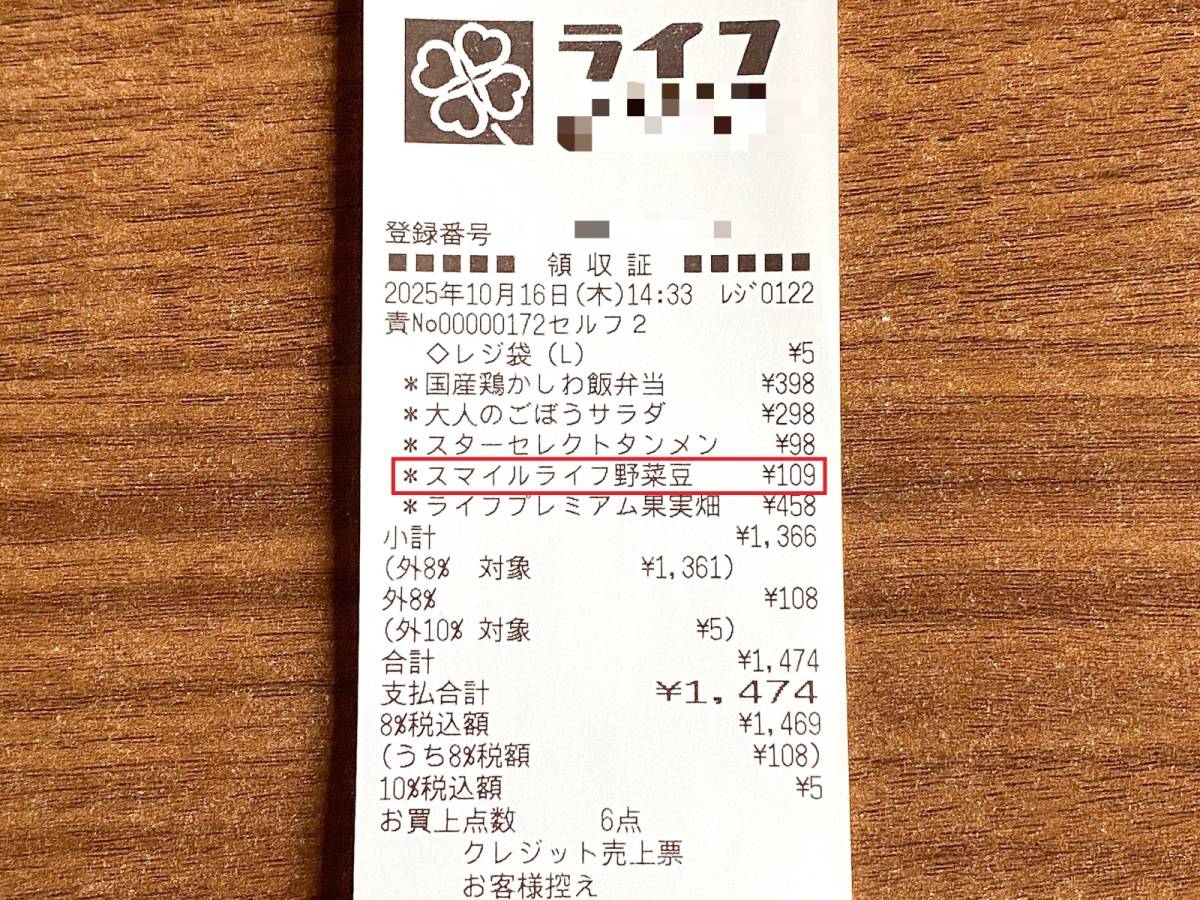 ライフ
登録番号
■■■■■ 領収証 ■■■■■
2025年10月16日(木)14:33 ﾚｼﾞ0122
責No00000172セルフ2
◇レジ袋(L) ¥5
*国産鶏かしわ飯弁当 ¥398
*大人のごぼうサラダ ¥298
*スターセレクトタンメン ¥98
*スマイルライフ野菜豆 ¥109
*ライフプレミアム果実畑 ¥458
小計 ¥1,366
(外8% 対象 ¥1,361)
外8% ¥108
(外10% 対象 ¥5)
合計 ¥1,474
支払合計 ¥1,474
8%税込額 ¥1,469
(うち8%税額 ¥108)
10%税込額 ¥5
お買上点数 6点
クレジット売上票
お客様控え